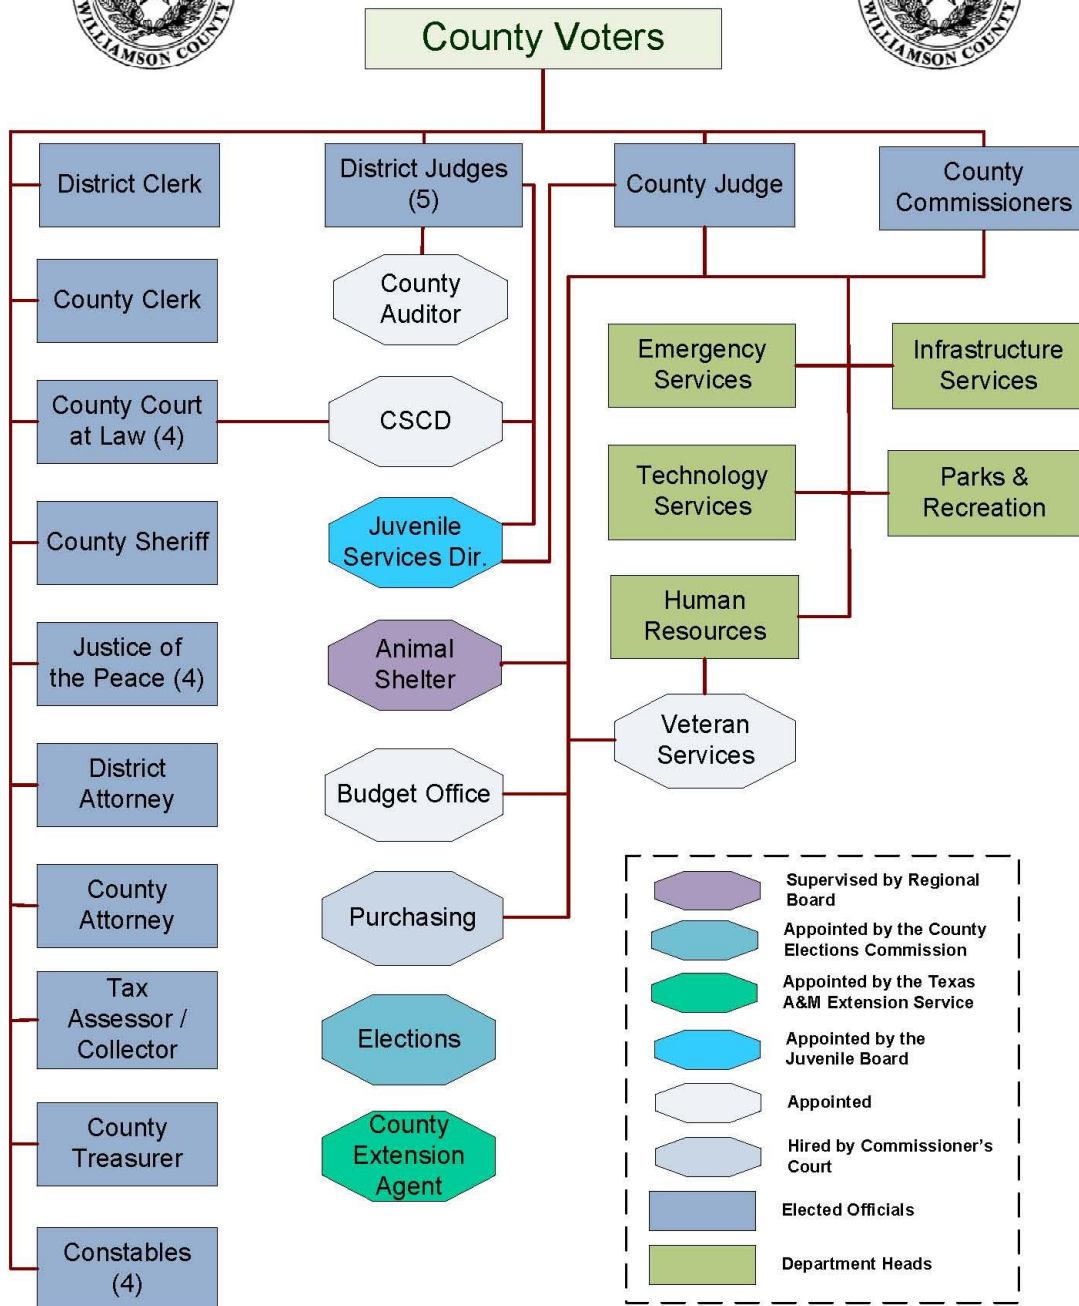 WILLIAMSON COUNTY
WILLIAMSON COUNTY
County Voters
District Clerk
District Judges
(5)
County Judge
County
Commissioners
County Clerk
County
Auditor
Emergency
Services
Infrastructure
Services
County Court
at Law (4)
CSCD
Technology
Services
Parks &
Recreation
County Sheriff
Juvenile
Services Dir.
Human
Resources
Justice of
the Peace (4)
Animal
Shelter
Veteran
Services
District
Attorney
Budget Office
County
Attorney
Purchasing
Tax
Assessor /
Collector
Elections
County
Treasurer
County
Extension
Agent
Constables
(4)
Supervised by Regional
Board
Appointed by the County
Elections Commission
Appointed by the Texas
A&M Extension Service
Appointed by the
Juvenile Board
Appointed
Hired by Commissioner's
Court
Elected Officials
Department Heads